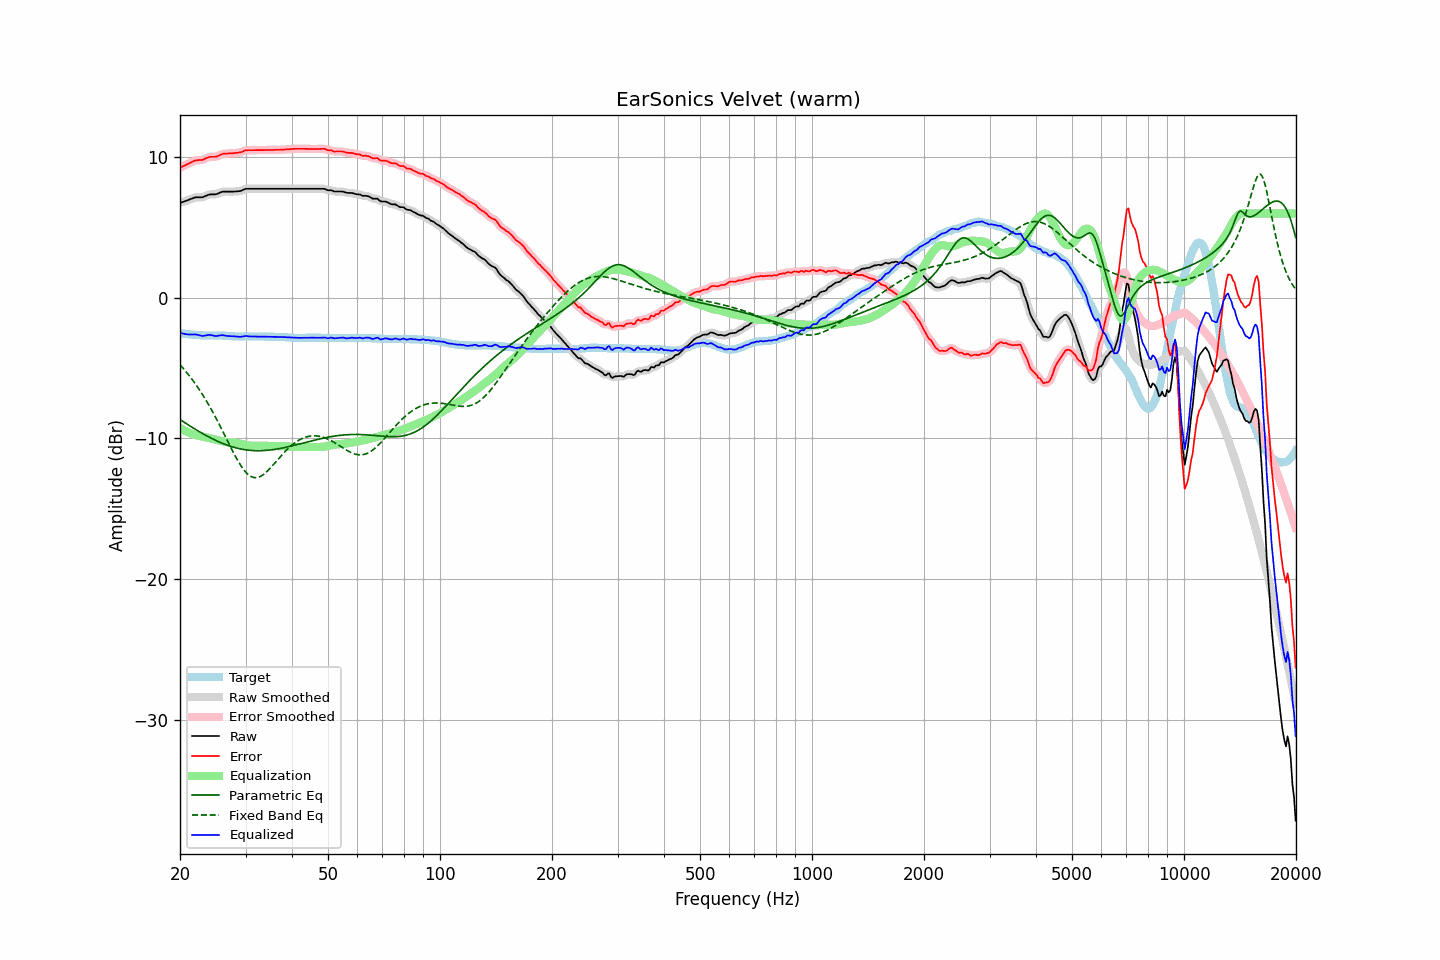 EarSonics Velvet (warm)
10
0
−10
−20
−30
Amplitude (dBr)
Target
Raw Smoothed
Error Smoothed
Raw
Error
Equalization
Parametric Eq
Fixed Band Eq
Equalized
20 50 100 200 500 1000 2000 5000 10000 20000
Frequency (Hz)